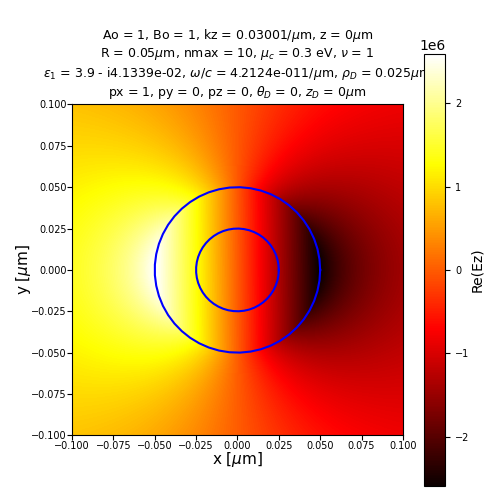 Ao = 1, Bo = 1, kz = 0.03001/μm, z = 0μm
R = 0.05μm, nmax = 10, μc = 0.3 eV, ν = 1
ε1 = 3.9 - i4.1339e-02, ω/c = 4.2124e-011/μm, ρD = 0.025μm
px = 1, py = 0, pz = 0, θD = 0, zD = 0μm
1e6
0.100
0.075
0.050
0.025
0.000
−0.025
−0.050
−0.075
−0.100
y [μm]
−0.100 −0.075 −0.050 −0.025 0.000 0.025 0.050 0.075 0.100
x [μm]
2
1
0
−1
−2
Re(Ez)